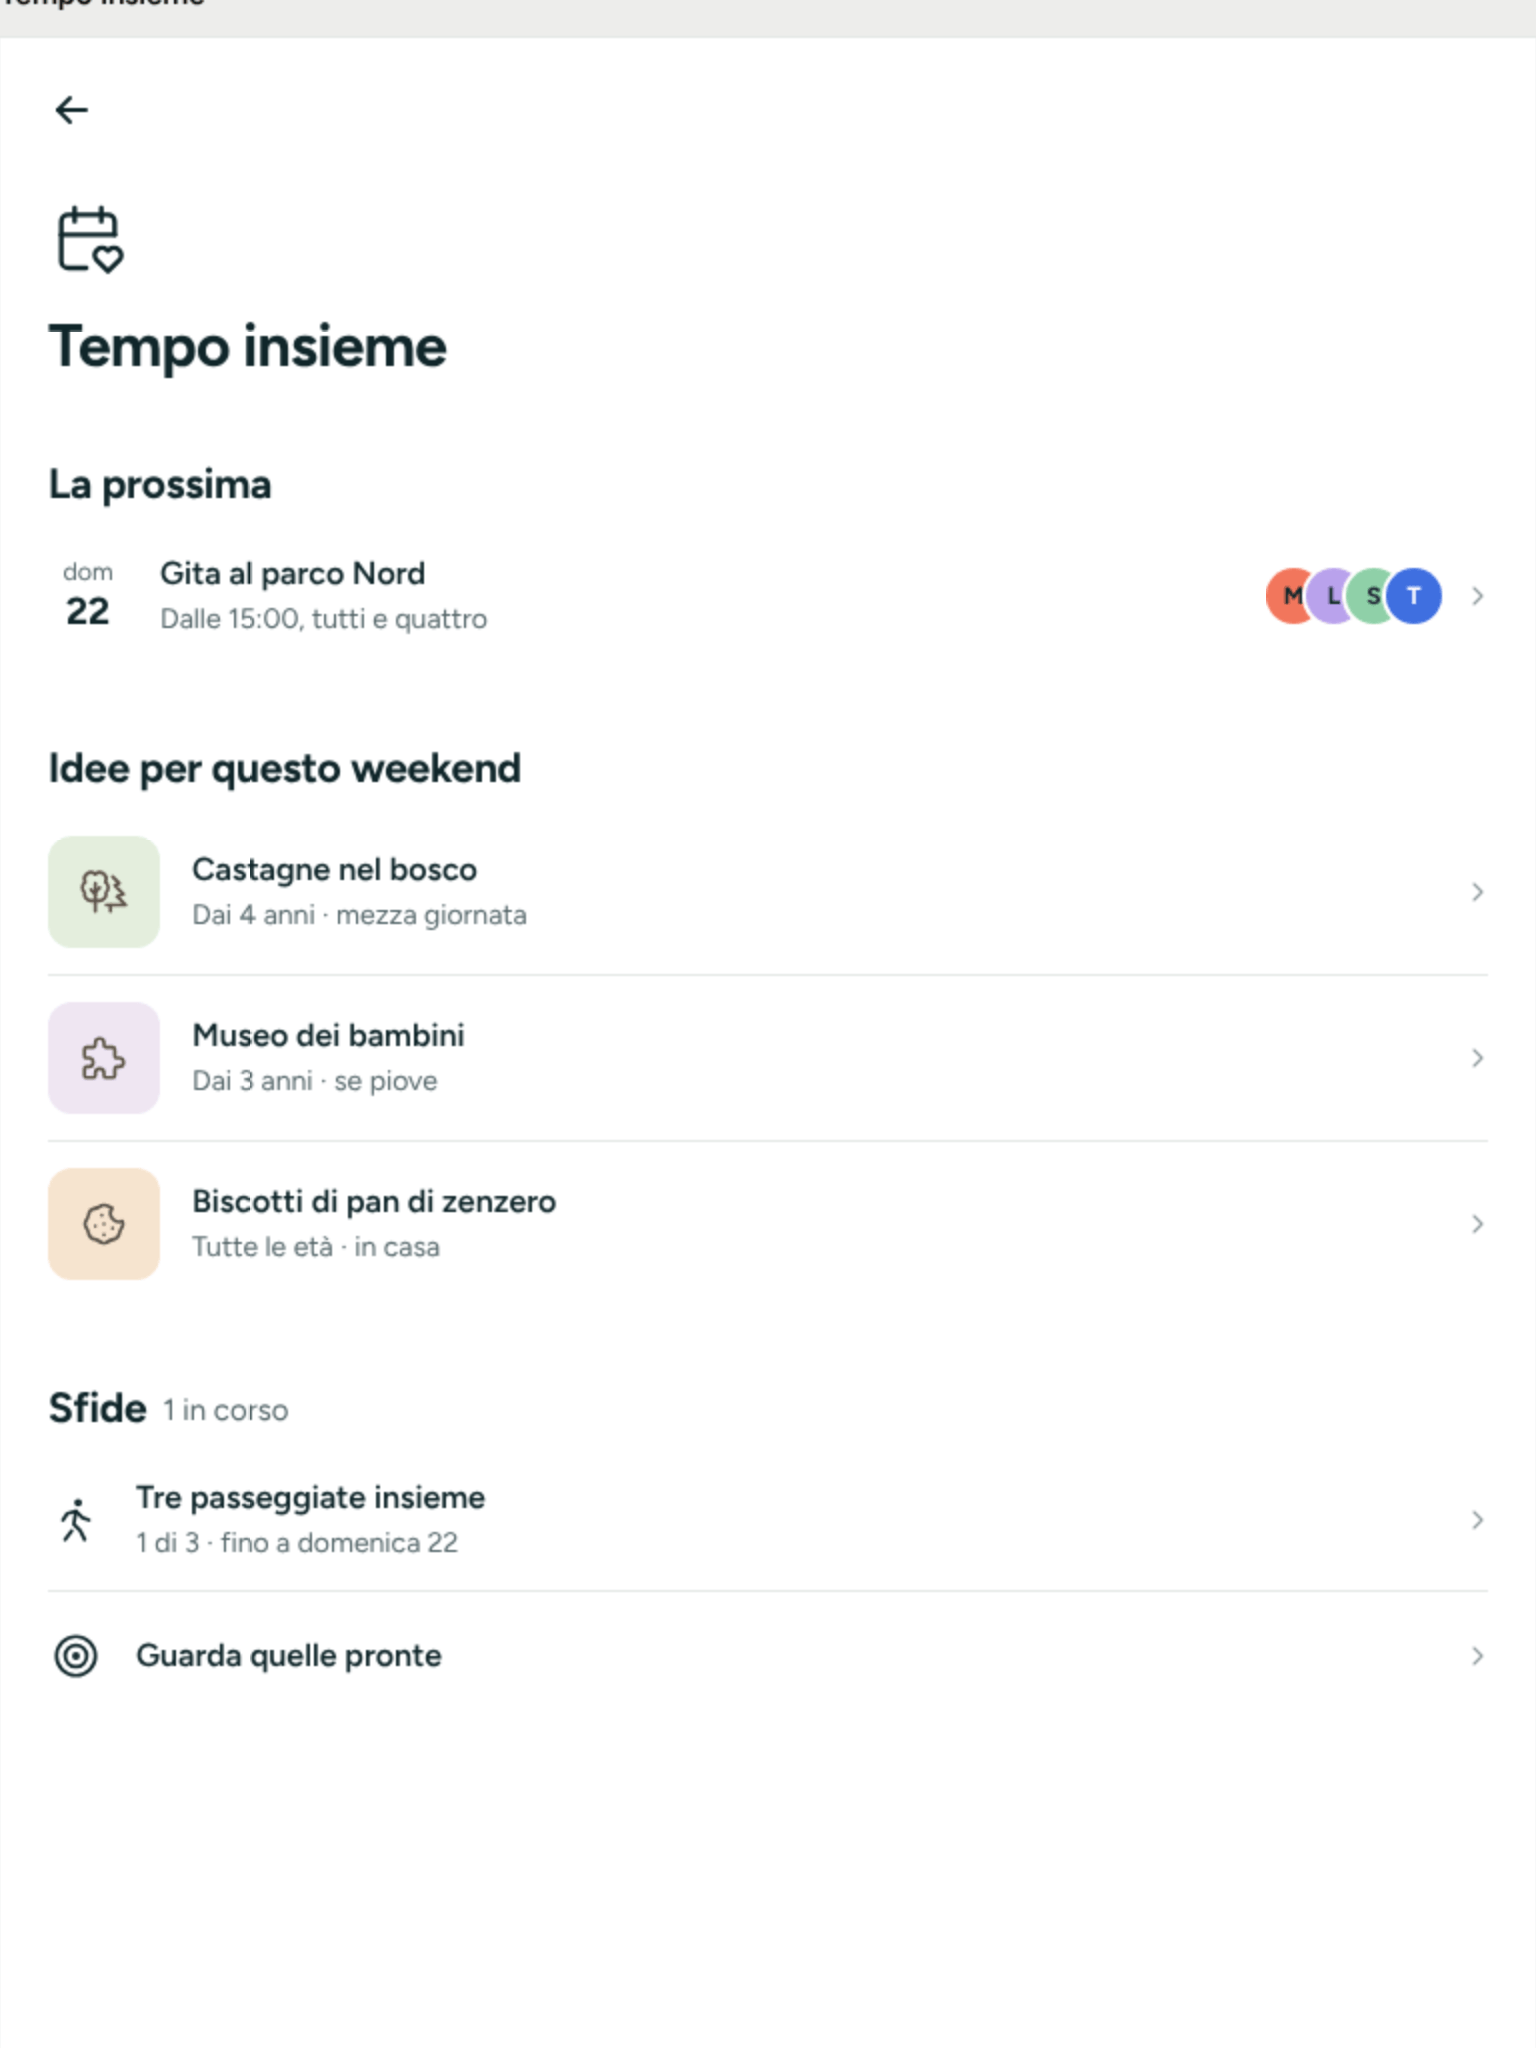 Tempo insieme
Tempo insieme
La prossima
dom
22
Gita al parco Nord
Dalle 15:00, tutti e quattro
M L S T
Idee per questo weekend
Castagne nel bosco
Dai 4 anni · mezza giornata
Museo dei bambini
Dai 3 anni · se piove
Biscotti di pan di zenzero
Tutte le età · in casa
Sfide 1 in corso
Tre passeggiate insieme
1 di 3 · fino a domenica 22
Guarda quelle pronte